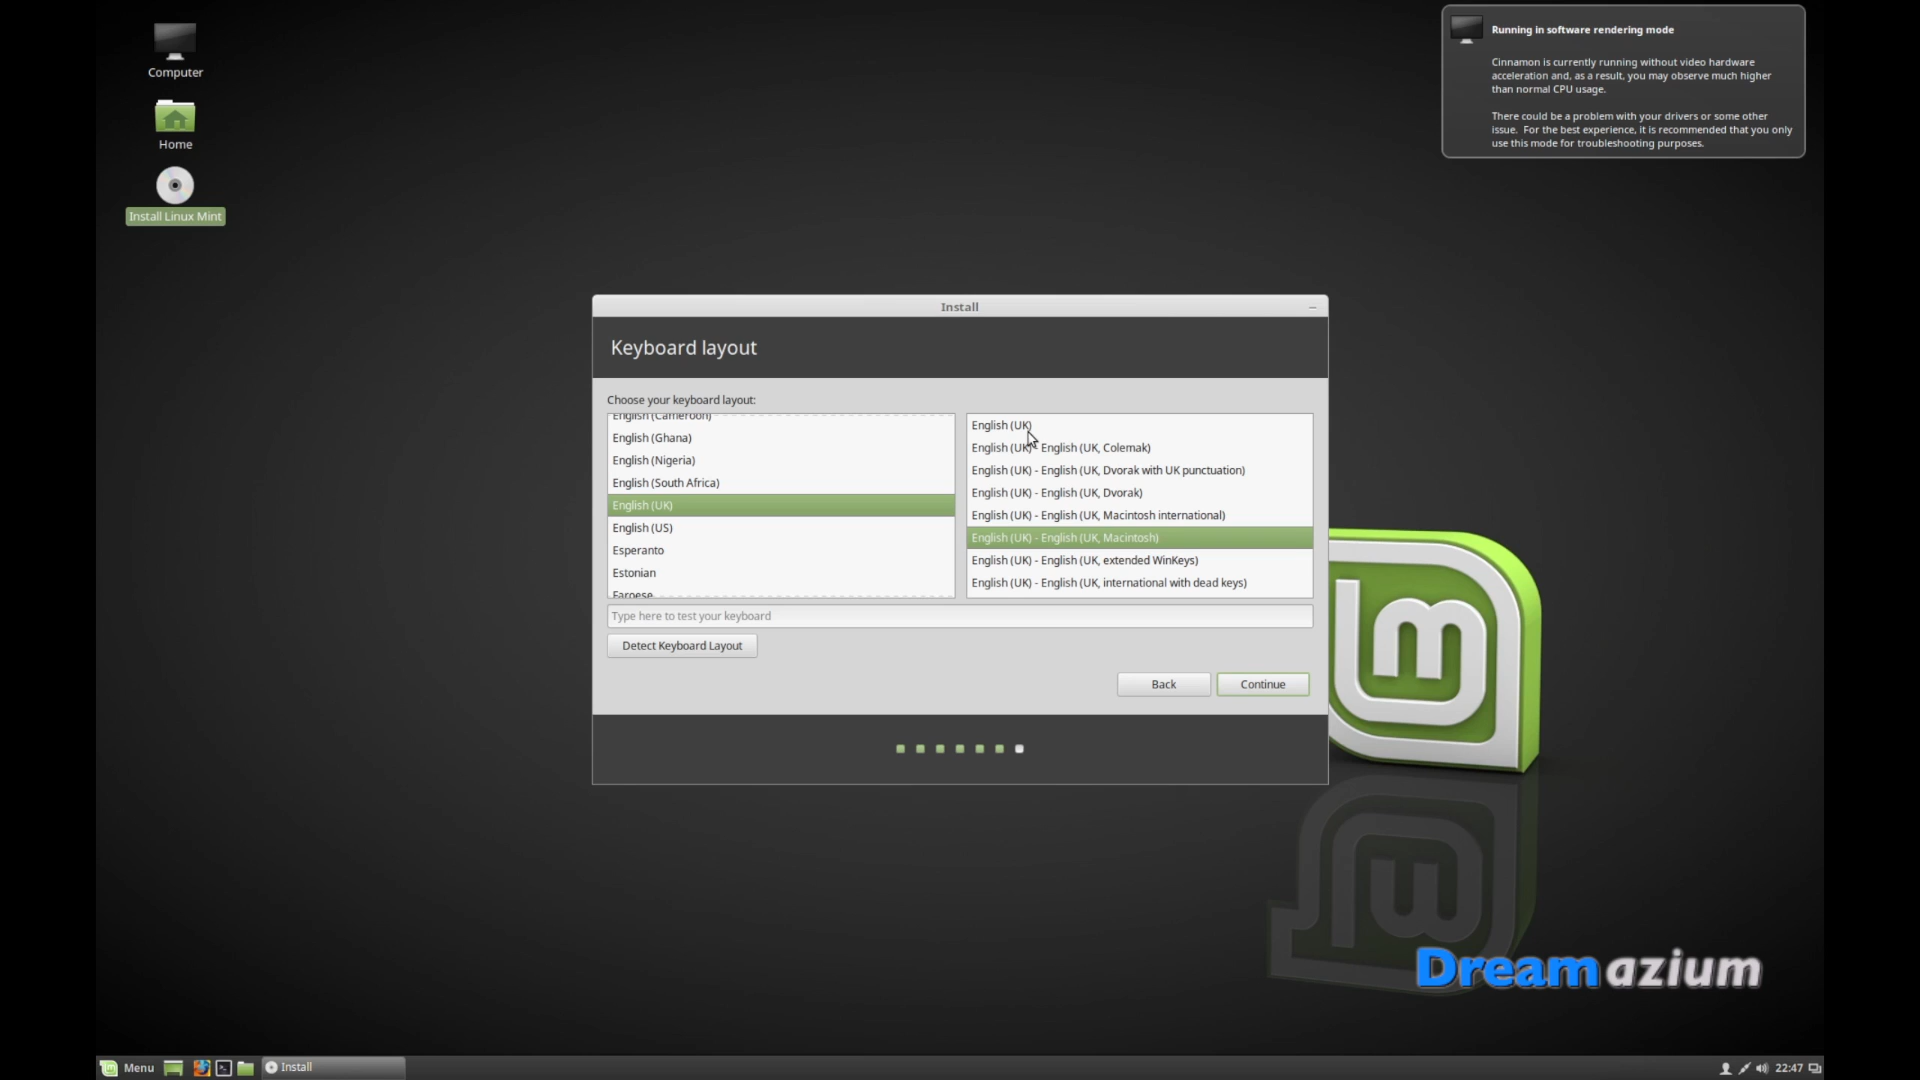 Computer
Home
Install Linux Mint
Running in software rendering mode
Cinnamon is currently running without video hardware
acceleration and, as a result, you may observe much higher
than normal CPU usage.
There could be a problem with your drivers or some other
issue. For the best experience, it is recommended that you only
use this mode for troubleshooting purposes.
Install
Keyboard layout
Choose your keyboard layout:
English (Cameroon)
English (Ghana)
English (Nigeria)
English (South Africa)
English (UK)
English (US)
Esperanto
Estonian
Faroese
English (UK)
English (UK) - English (UK, Colemak)
English (UK) - English (UK, Dvorak with UK punctuation)
English (UK) - English (UK, Dvorak)
English (UK) - English (UK, Macintosh international)
English (UK) - English (UK, Macintosh)
English (UK) - English (UK, extended WinKeys)
English (UK) - English (UK, international with dead keys)
Type here to test your keyboard
Detect Keyboard Layout
Back
Continue
Dreamazium
Menu
Install
22:47